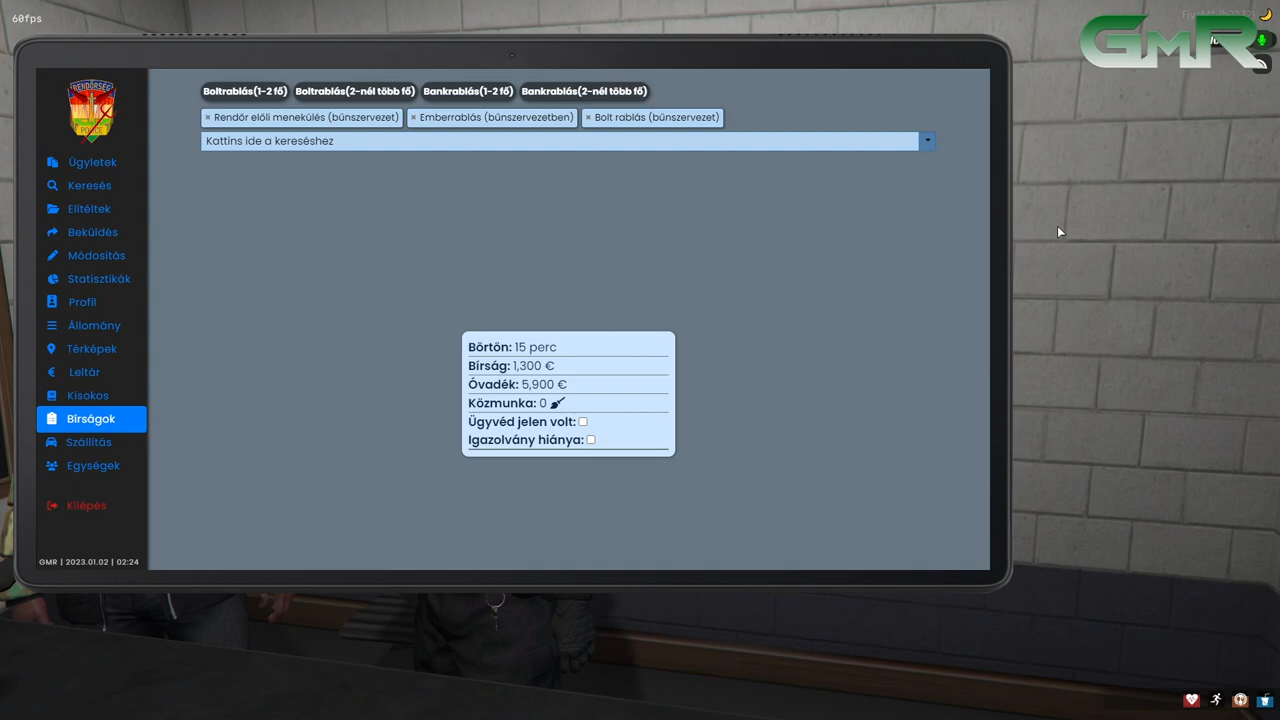 60fps
GMR
RENDŐRSÉG
POLICE
Boltrablás(1-2 fő) Boltrablás(2-nél több fő) Bankrablás(1-2 fő) Bankrablás(2-nél több fő)
× Rendőr elöli menekülés (bűnszervezet) × Emberrablás (bűnszervezetben) × Bolt rablás (bűnszervezet)
Kattins ide a kereséshez
Ügyletek
Keresés
Elítéltek
Beküldés
Módosítás
Statisztikák
Profil
Állomány
Térképek
Leltár
Kisokos
Bírságok
Szállítás
Egységek
Kilépés
GMR | 2023.01.02 | 02:24
Börtön: 15 perc
Bírság: 1,300 €
Óvadék: 5,900 €
Közmunka: 0
Ügyvéd jelen volt:
Igazolvány hiánya: